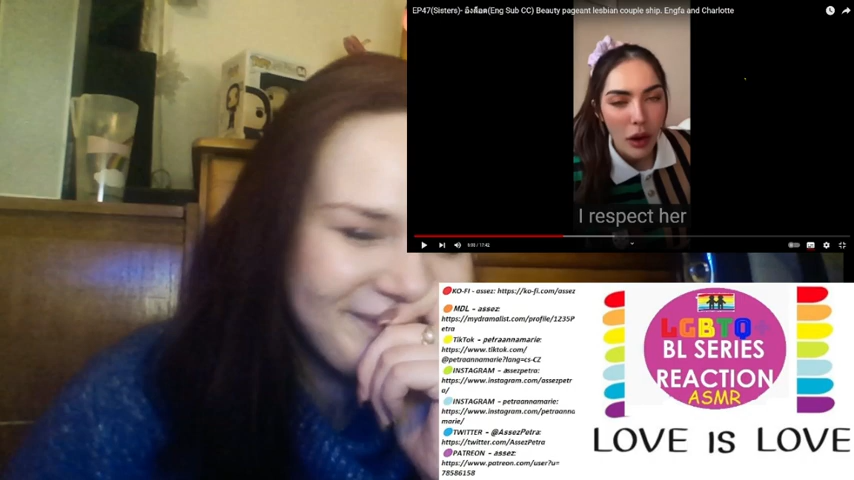 EP47(Sisters)- อิงล็อต(Eng Sub CC) Beauty pageant lesbian couple ship. Engfa and Charlotte
POP!
I respect her
KO-FI - assez: https://ko-fi.com/assez
MDL – assez:
https://mydramalist.com/profile/1235P
etra
TikTok – petraannamarie:
https://www.tiktok.com/
@petraannamarie?lang=cs-CZ
INSTAGRAM – assezpetra:
https://www.instagram.com/assezpetr
a/
INSTAGRAM – petraannamarie:
https://www.instagram.com/petraanna
marie/
TWITTER – @AssezPetra:
https://twitter.com/AssezPetra
PATREON – assez:
https://www.patreon.com/user?u=
78586158
LGBTQ+
BL SERIES
REACTION
ASMR
LOVE IS LOVE